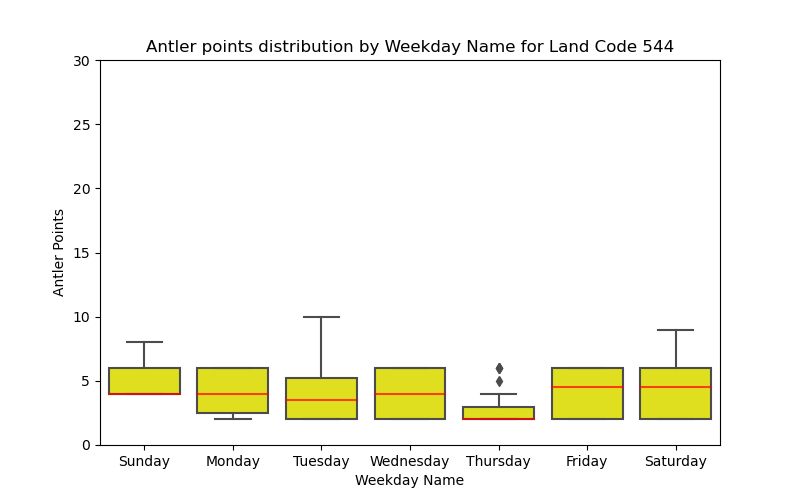 Antler points distribution by Weekday Name for Land Code 544
30
25
20
15
10
5
0
Antler Points
Sunday Monday Tuesday Wednesday Thursday Friday Saturday
Weekday Name